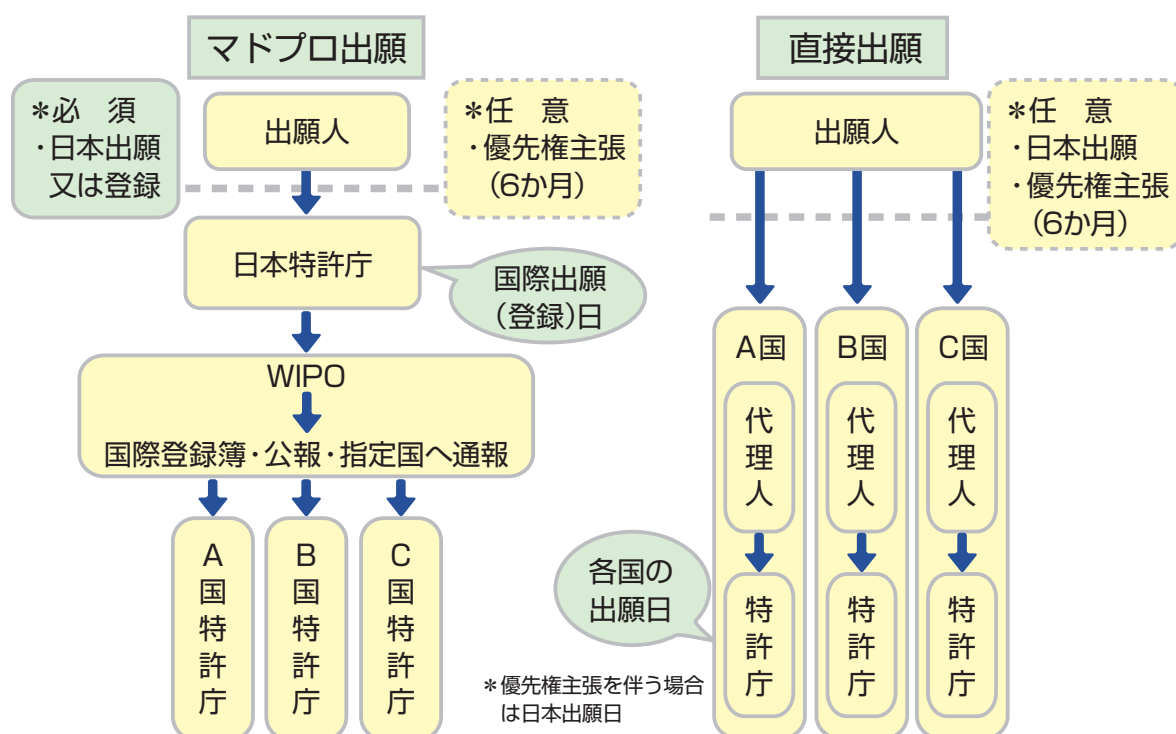 マドプロ出願
＊必　須
・日本出願
又は登録
出願人
＊任　意
・優先権主張
（6か月）
日本特許庁
国際出願
（登録）日
WIPO
国際登録簿・公報・指定国へ通報
A国特許庁
B国特許庁
C国特許庁
直接出願
出願人
＊任　意
・日本出願
・優先権主張
（6か月）
A国
代理人
特許庁
B国
代理人
特許庁
C国
代理人
特許庁
各国の
出願日
＊優先権主張を伴う場合
は日本出願日